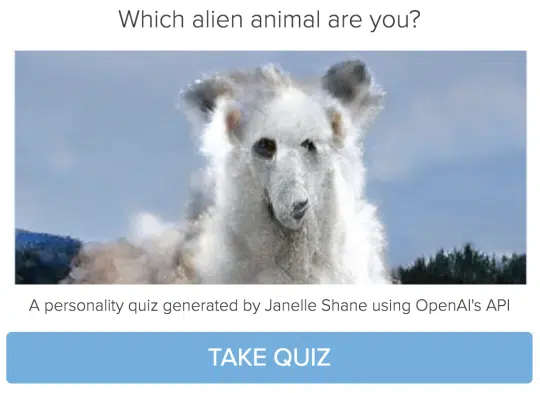 Which alien animal are you?
A personality quiz generated by Janelle Shane using OpenAI's API
TAKE QUIZ